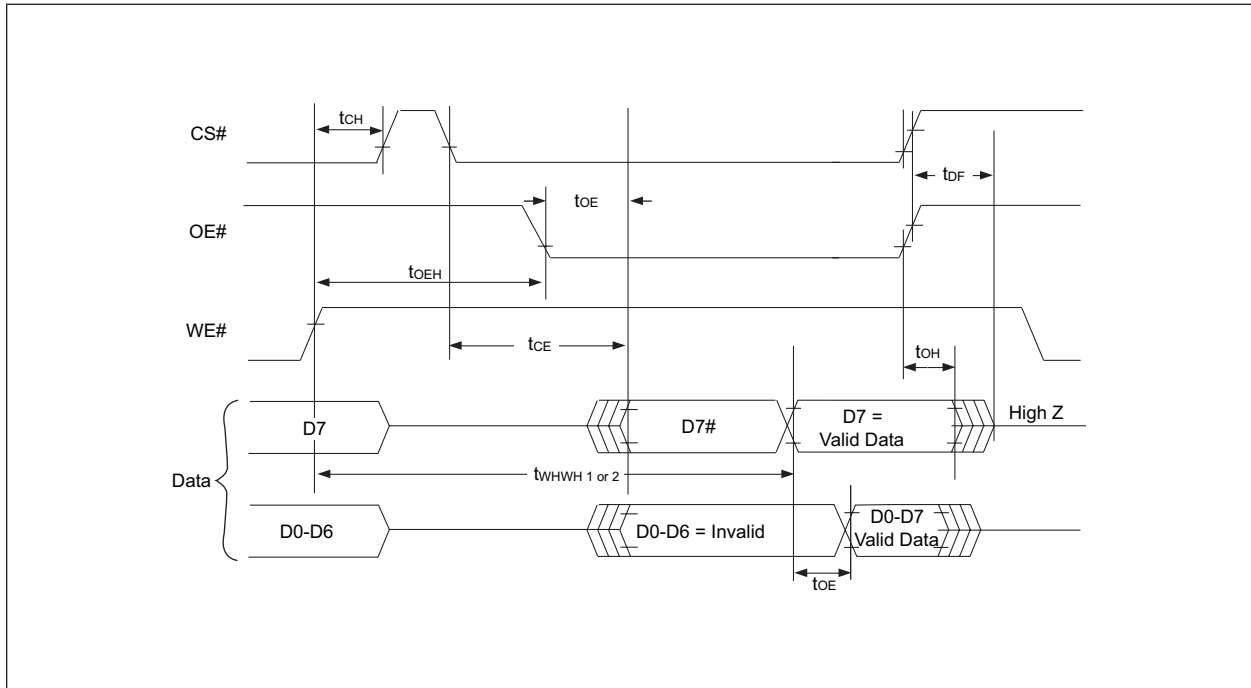 CS#
tCH
tDF
OE#
tOE
tOEH
WE#
tCE
tOH
D7
D7#
D7 =
Valid Data
High Z
Data
tWHWH 1 or 2
D0-D6
D0-D6 = Invalid
D0-D7
Valid Data
tOE